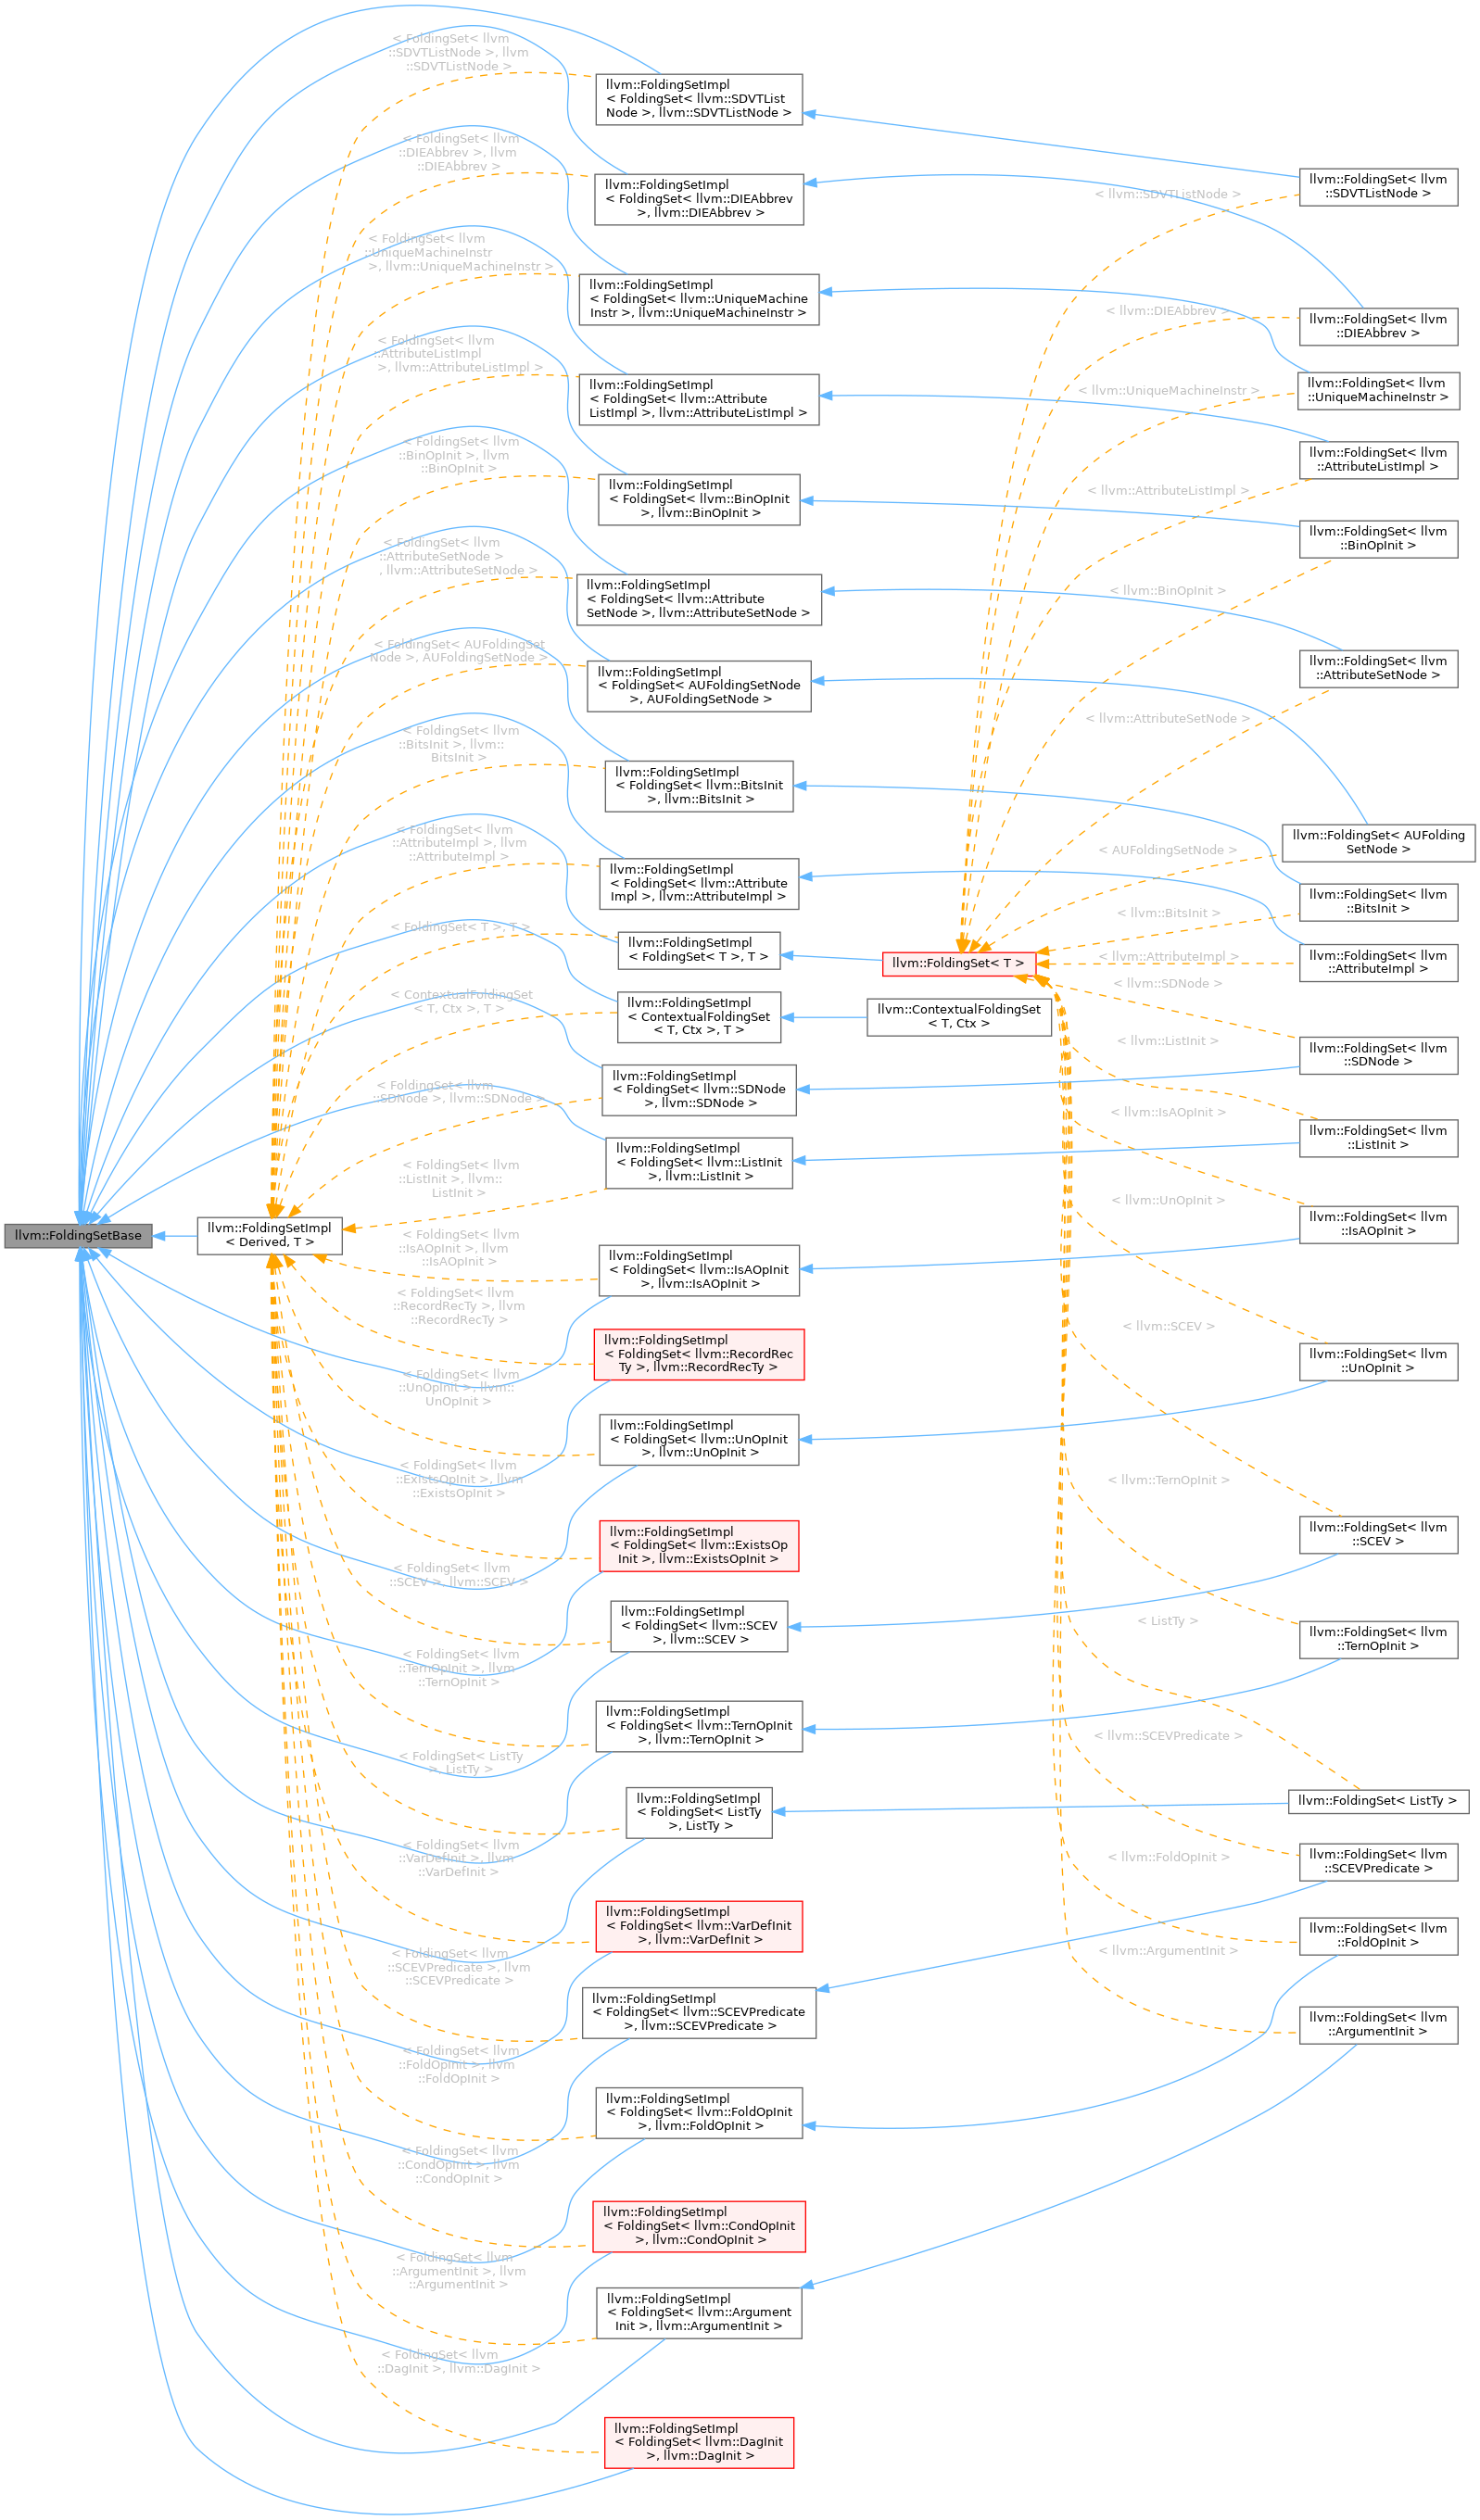 llvm::FoldingSetBase
llvm::FoldingSetImpl
< Derived, T >
< FoldingSet< llvm
::SDVTListNode >, llvm
::SDVTListNode >
< FoldingSet< llvm
::DIEAbbrev >, llvm
::DIEAbbrev >
< FoldingSet< llvm
::UniqueMachineInstr
>, llvm::UniqueMachineInstr >
< FoldingSet< llvm
::AttributeListImpl
>, llvm::AttributeListImpl >
< FoldingSet< llvm
::BinOpInit >, llvm
::BinOpInit >
< FoldingSet< llvm
::AttributeSetNode >
, llvm::AttributeSetNode >
< FoldingSet< AUFoldingSet
Node >, AUFoldingSetNode >
< FoldingSet< llvm
::BitsInit >, llvm::
BitsInit >
< FoldingSet< llvm
::AttributeImpl >, llvm
::AttributeImpl >
< FoldingSet< T >, T >
< ContextualFoldingSet
< T, Ctx >, T >
< FoldingSet< llvm
::SDNode >, llvm::SDNode >
< FoldingSet< llvm
::ListInit >, llvm::
ListInit >
< FoldingSet< llvm
::IsAOpInit >, llvm
::IsAOpInit >
< FoldingSet< llvm
::RecordRecTy >, llvm
::RecordRecTy >
< FoldingSet< llvm
::UnOpInit >, llvm::
UnOpInit >
< FoldingSet< llvm
::ExistsOpInit >, llvm
::ExistsOpInit >
< FoldingSet< llvm
::SCEV >, llvm::SCEV >
< FoldingSet< llvm
::TernOpInit >, llvm
::TernOpInit >
< FoldingSet< ListTy
>, ListTy >
< FoldingSet< llvm
::VarDefInit >, llvm
::VarDefInit >
< FoldingSet< llvm
::SCEVPredicate >, llvm
::SCEVPredicate >
< FoldingSet< llvm
::FoldOpInit >, llvm
::FoldOpInit >
< FoldingSet< llvm
::CondOpInit >, llvm
::CondOpInit >
< FoldingSet< llvm
::ArgumentInit >, llvm
::ArgumentInit >
< FoldingSet< llvm
::DagInit >, llvm::DagInit >
llvm::FoldingSetImpl
< FoldingSet< llvm::SDVTList
Node >, llvm::SDVTListNode >
llvm::FoldingSetImpl
< FoldingSet< llvm::DIEAbbrev
>, llvm::DIEAbbrev >
llvm::FoldingSetImpl
< FoldingSet< llvm::UniqueMachine
Instr >, llvm::UniqueMachineInstr >
llvm::FoldingSetImpl
< FoldingSet< llvm::Attribute
ListImpl >, llvm::AttributeListImpl >
llvm::FoldingSetImpl
< FoldingSet< llvm::BinOpInit
>, llvm::BinOpInit >
llvm::FoldingSetImpl
< FoldingSet< llvm::Attribute
SetNode >, llvm::AttributeSetNode >
llvm::FoldingSetImpl
< FoldingSet< AUFoldingSetNode
>, AUFoldingSetNode >
llvm::FoldingSetImpl
< FoldingSet< llvm::BitsInit
>, llvm::BitsInit >
llvm::FoldingSetImpl
< FoldingSet< llvm::Attribute
Impl >, llvm::AttributeImpl >
llvm::FoldingSetImpl
< FoldingSet< T >, T >
llvm::FoldingSetImpl
< ContextualFoldingSet
< T, Ctx >, T >
llvm::FoldingSetImpl
< FoldingSet< llvm::SDNode
>, llvm::SDNode >
llvm::FoldingSetImpl
< FoldingSet< llvm::ListInit
>, llvm::ListInit >
llvm::FoldingSetImpl
< FoldingSet< llvm::IsAOpInit
>, llvm::IsAOpInit >
llvm::FoldingSetImpl
< FoldingSet< llvm::RecordRec
Ty >, llvm::RecordRecTy >
llvm::FoldingSetImpl
< FoldingSet< llvm::UnOpInit
>, llvm::UnOpInit >
llvm::FoldingSetImpl
< FoldingSet< llvm::ExistsOp
Init >, llvm::ExistsOpInit >
llvm::FoldingSetImpl
< FoldingSet< llvm::SCEV
>, llvm::SCEV >
llvm::FoldingSetImpl
< FoldingSet< llvm::TernOpInit
>, llvm::TernOpInit >
llvm::FoldingSetImpl
< FoldingSet< ListTy
>, ListTy >
llvm::FoldingSetImpl
< FoldingSet< llvm::VarDefInit
>, llvm::VarDefInit >
llvm::FoldingSetImpl
< FoldingSet< llvm::SCEVPredicate
>, llvm::SCEVPredicate >
llvm::FoldingSetImpl
< FoldingSet< llvm::FoldOpInit
>, llvm::FoldOpInit >
llvm::FoldingSetImpl
< FoldingSet< llvm::CondOpInit
>, llvm::CondOpInit >
llvm::FoldingSetImpl
< FoldingSet< llvm::Argument
Init >, llvm::ArgumentInit >
llvm::FoldingSetImpl
< FoldingSet< llvm::DagInit
>, llvm::DagInit >
llvm::FoldingSet< T >
llvm::ContextualFoldingSet
< T, Ctx >
< llvm::SDVTListNode >
< llvm::DIEAbbrev >
< llvm::UniqueMachineInstr >
< llvm::AttributeListImpl >
< llvm::BinOpInit >
< llvm::AttributeSetNode >
< AUFoldingSetNode >
< llvm::BitsInit >
< llvm::AttributeImpl >
< llvm::SDNode >
< llvm::ListInit >
< llvm::IsAOpInit >
< llvm::UnOpInit >
< llvm::SCEV >
< llvm::TernOpInit >
< ListTy >
< llvm::SCEVPredicate >
< llvm::FoldOpInit >
< llvm::ArgumentInit >
llvm::FoldingSet< llvm
::SDVTListNode >
llvm::FoldingSet< llvm
::DIEAbbrev >
llvm::FoldingSet< llvm
::UniqueMachineInstr >
llvm::FoldingSet< llvm
::AttributeListImpl >
llvm::FoldingSet< llvm
::BinOpInit >
llvm::FoldingSet< llvm
::AttributeSetNode >
llvm::FoldingSet< AUFolding
SetNode >
llvm::FoldingSet< llvm
::BitsInit >
llvm::FoldingSet< llvm
::AttributeImpl >
llvm::FoldingSet< llvm
::SDNode >
llvm::FoldingSet< llvm
::ListInit >
llvm::FoldingSet< llvm
::IsAOpInit >
llvm::FoldingSet< llvm
::UnOpInit >
llvm::FoldingSet< llvm
::SCEV >
llvm::FoldingSet< llvm
::TernOpInit >
llvm::FoldingSet< ListTy >
llvm::FoldingSet< llvm
::SCEVPredicate >
llvm::FoldingSet< llvm
::FoldOpInit >
llvm::FoldingSet< llvm
::ArgumentInit >